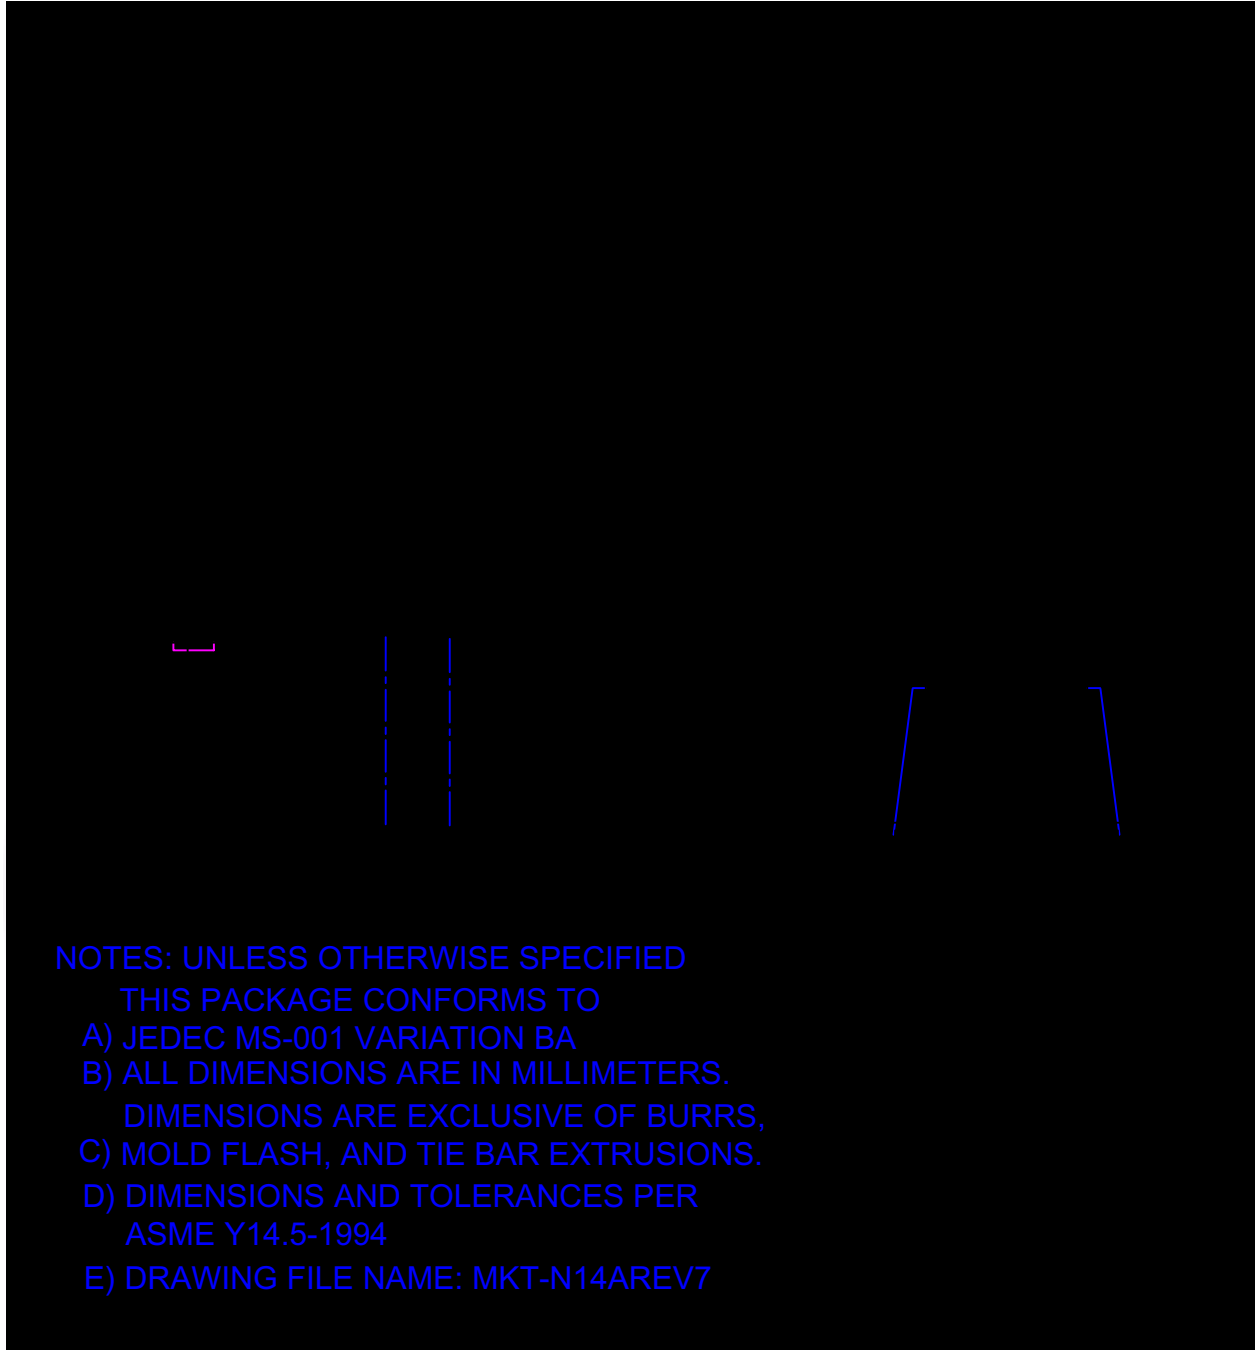 NOTES: UNLESS OTHERWISE SPECIFIED
THIS PACKAGE CONFORMS TO
A) JEDEC MS-001 VARIATION BA
B) ALL DIMENSIONS ARE IN MILLIMETERS.
DIMENSIONS ARE EXCLUSIVE OF BURRS,
C) MOLD FLASH, AND TIE BAR EXTRUSIONS.
D) DIMENSIONS AND TOLERANCES PER
ASME Y14.5-1994
E) DRAWING FILE NAME: MKT-N14AREV7